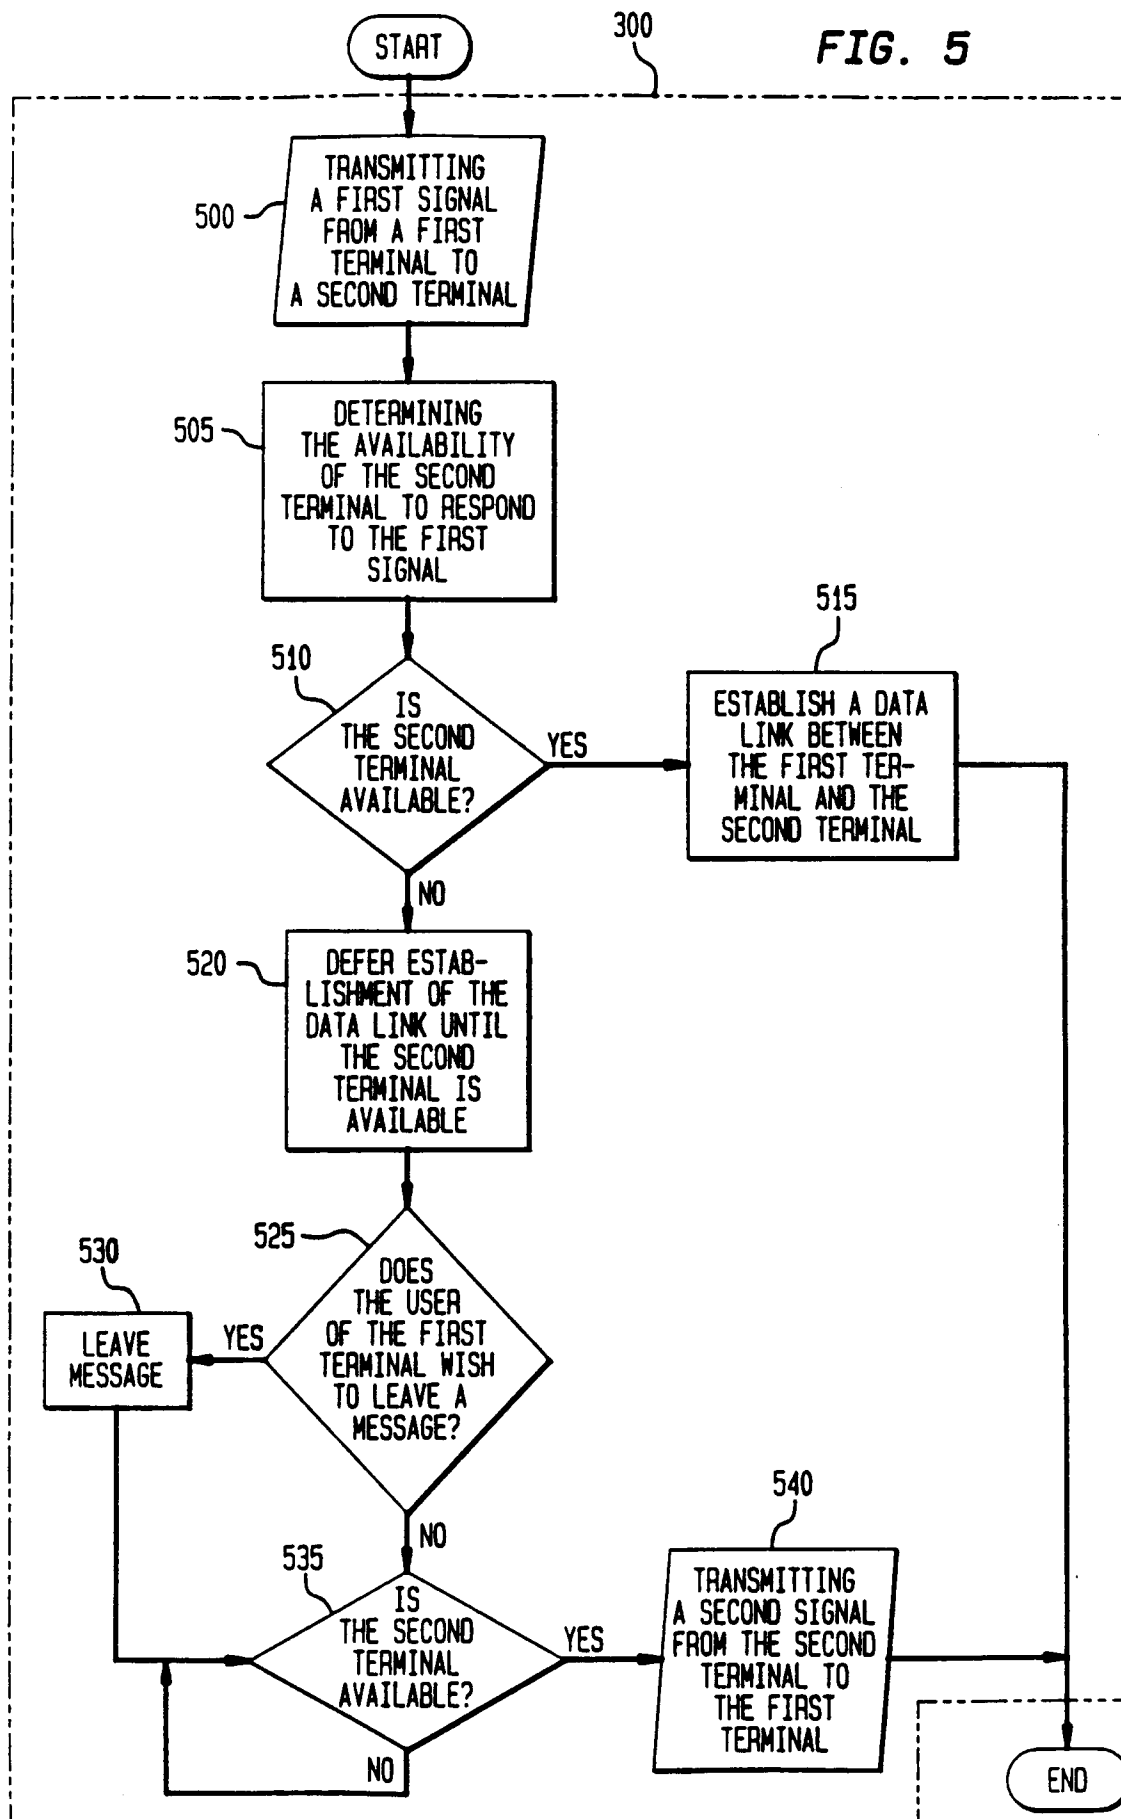 START
300
FIG. 5
TRANSMITTING
A FIRST SIGNAL
FROM A FIRST
TERMINAL TO
A SECOND TERMINAL
500
DETERMINING
THE AVAILABILITY
OF THE SECOND
TERMINAL TO RESPOND
TO THE FIRST
SIGNAL
505
510
IS
THE SECOND
TERMINAL
AVAILABLE?
YES
515
ESTABLISH A DATA
LINK BETWEEN
THE FIRST TER-
MINAL AND THE
SECOND TERMINAL
NO
520
DEFER ESTAB-
LISHMENT OF THE
DATA LINK UNTIL
THE SECOND
TERMINAL IS
AVAILABLE
525
DOES
THE USER
OF THE FIRST
TERMINAL WISH
TO LEAVE A
MESSAGE?
YES
530
LEAVE
MESSAGE
NO
535
IS
THE SECOND
TERMINAL
AVAILABLE?
YES
540
TRANSMITTING
A SECOND SIGNAL
FROM THE SECOND
TERMINAL TO
THE FIRST
TERMINAL
NO
END